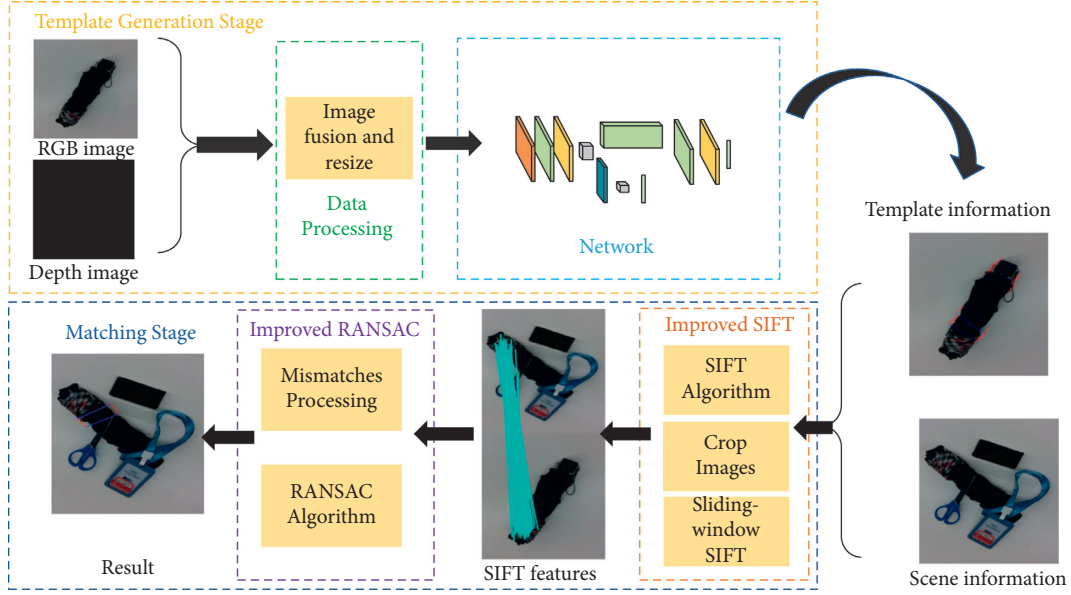 Template Generation Stage
RGB image
Depth image
Image
fusion and
resize
Data
Processing
Network
Template information
Scene information
Improved SIFT
SIFT
Algorithm
Crop
Images
Sliding-
window
SIFT
SIFT features
Improved RANSAC
Mismatches
Processing
RANSAC
Algorithm
Matching Stage
Result